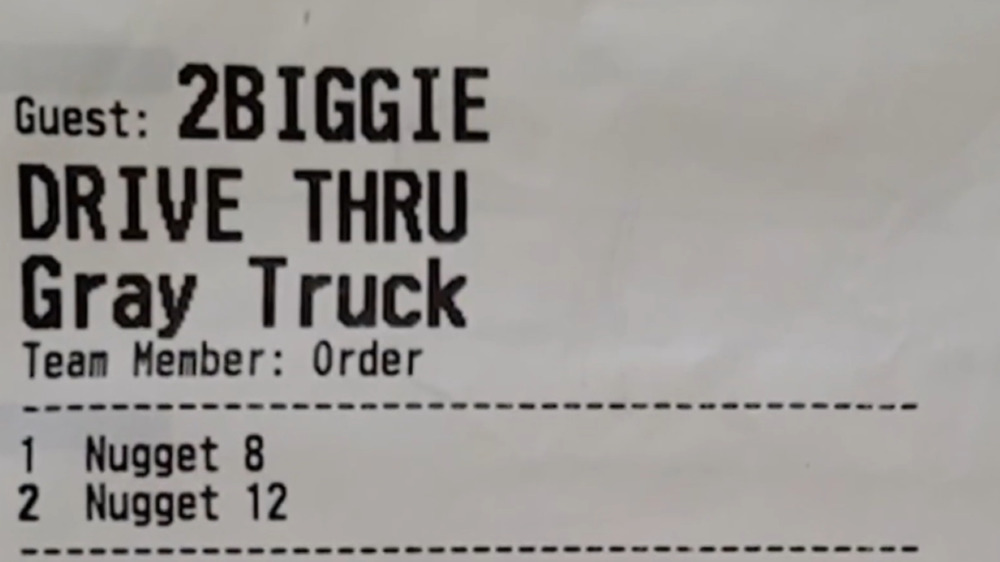 Guest: 2BIGGIE
DRIVE THRU
Gray Truck
Team Member: Order
1 Nugget 8
2 Nugget 12